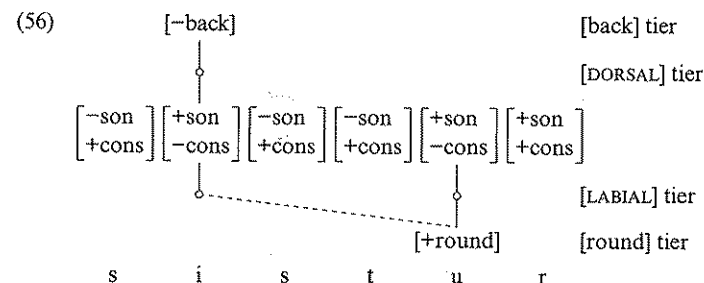 (56) [−back] [back] tier
[DORSAL] tier
[−son +cons] [+son −cons] [−son +cons] [−son +cons] [+son −cons] [+son +cons]
[LABIAL] tier
[+round] [round] tier
s i s t u r